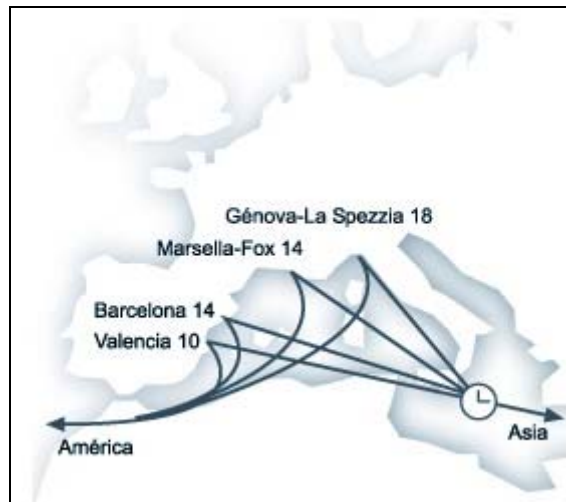 Génova-La Spezzia 18
Marsella-Fox 14
Barcelona 14
Valencia 10
América
Asia